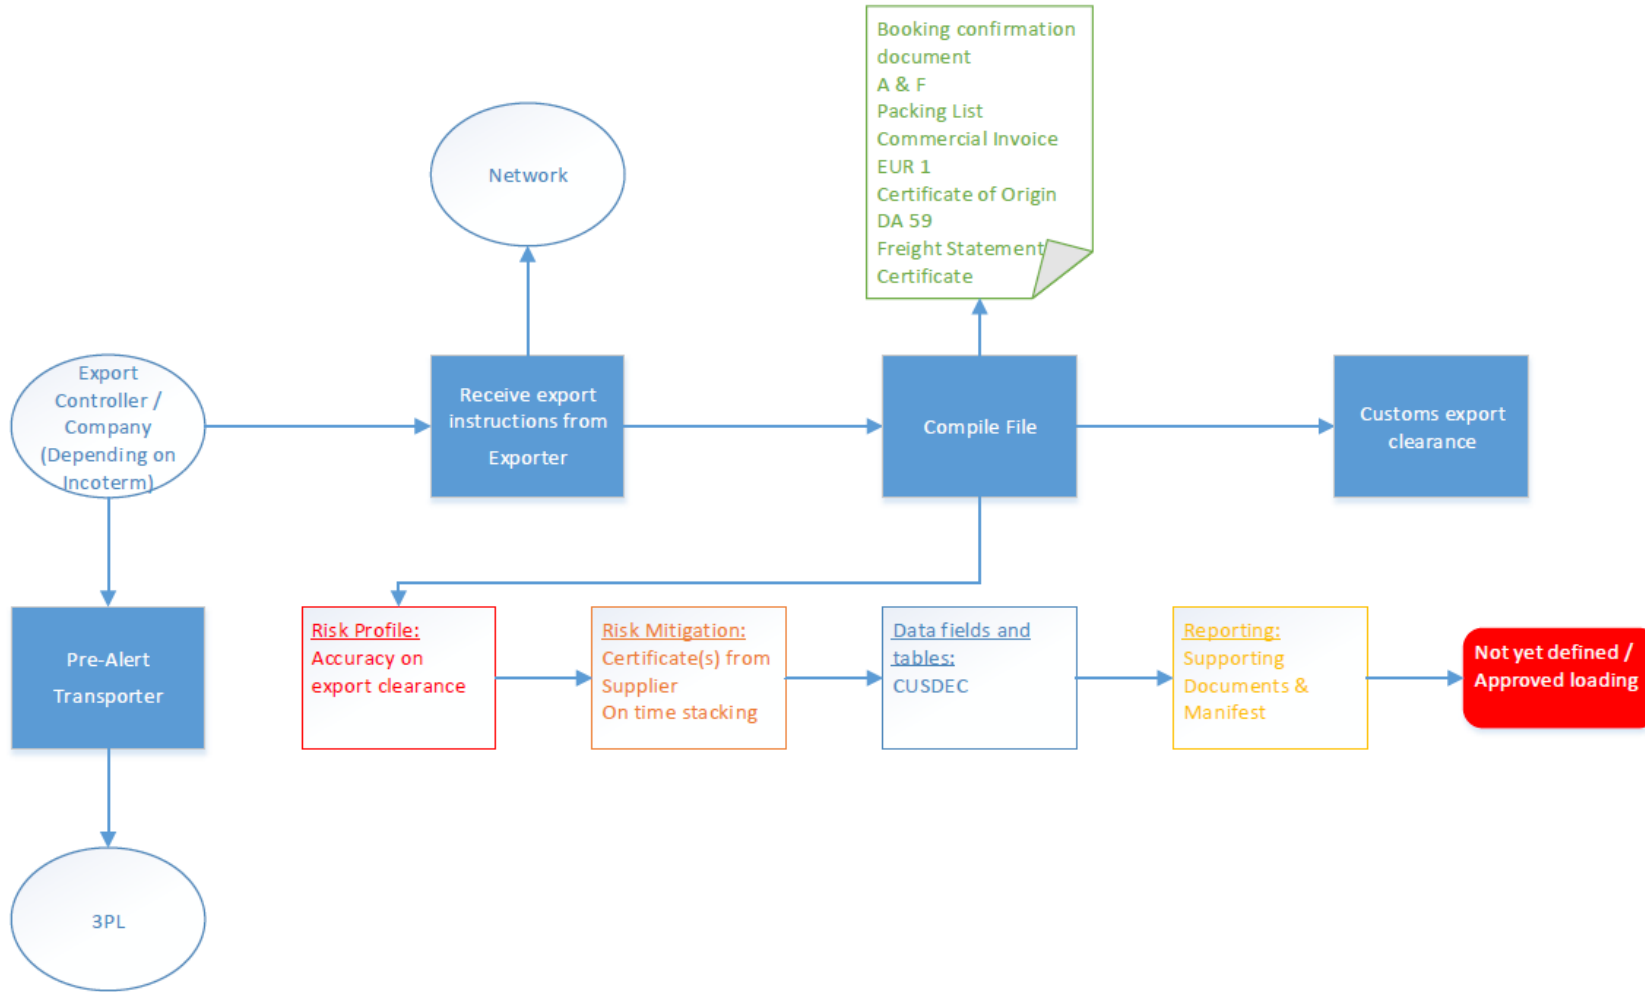 Booking confirmation
document
A & F
Packing List
Commercial Invoice
EUR 1
Certificate of Origin
DA 59
Freight Statement
Certificate
Network
Export
Controller /
Company
(Depending on
Incoterm)
Receive export
instructions from
Exporter
Compile File
Customs export
clearance
Pre-Alert
Transporter
Risk Profile:
Accuracy on
export clearance
Risk Mitigation:
Certificate(s) from
Supplier
On time stacking
Data fields and
tables:
CUSDEC
Reporting:
Supporting
Documents &
Manifest
Not yet defined /
Approved loading
3PL